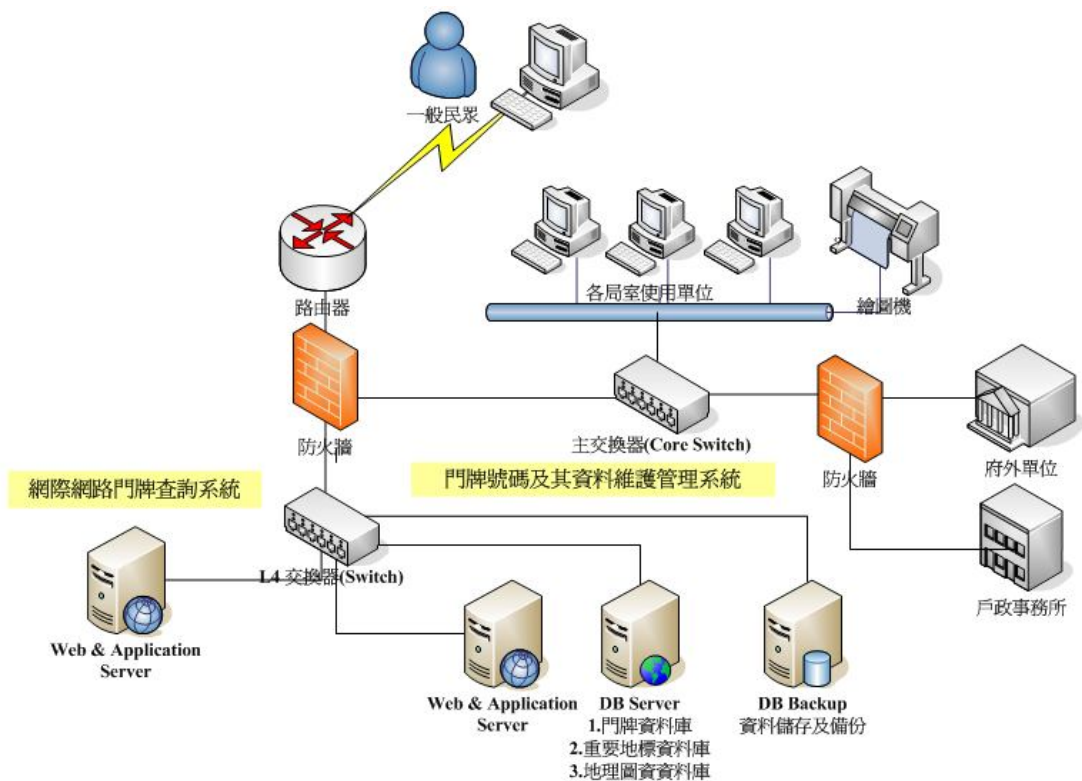 一般民眾
路由器
各局室使用單位
繪圖機
防火牆
主交換器(Core Switch)
防火牆
府外單位
網際網路門牌查詢系統
門牌號碼及其資料維護管理系統
L4 交換器(Switch)
戶政事務所
Web & Application
Server
Web & Application
Server
DB Server
1.門牌資料庫
2.重要地標資料庫
3.地理圖資資料庫
DB Backup
資料儲存及備份